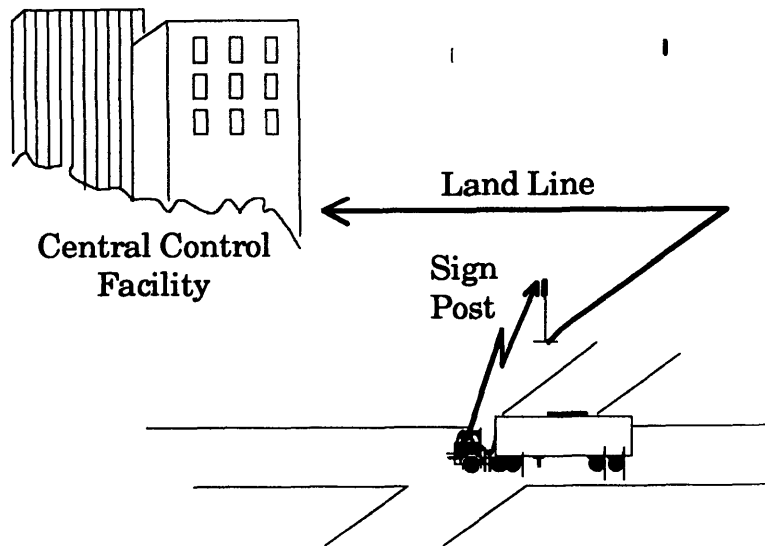 Land Line
Central Control
Facility
Sign
Post